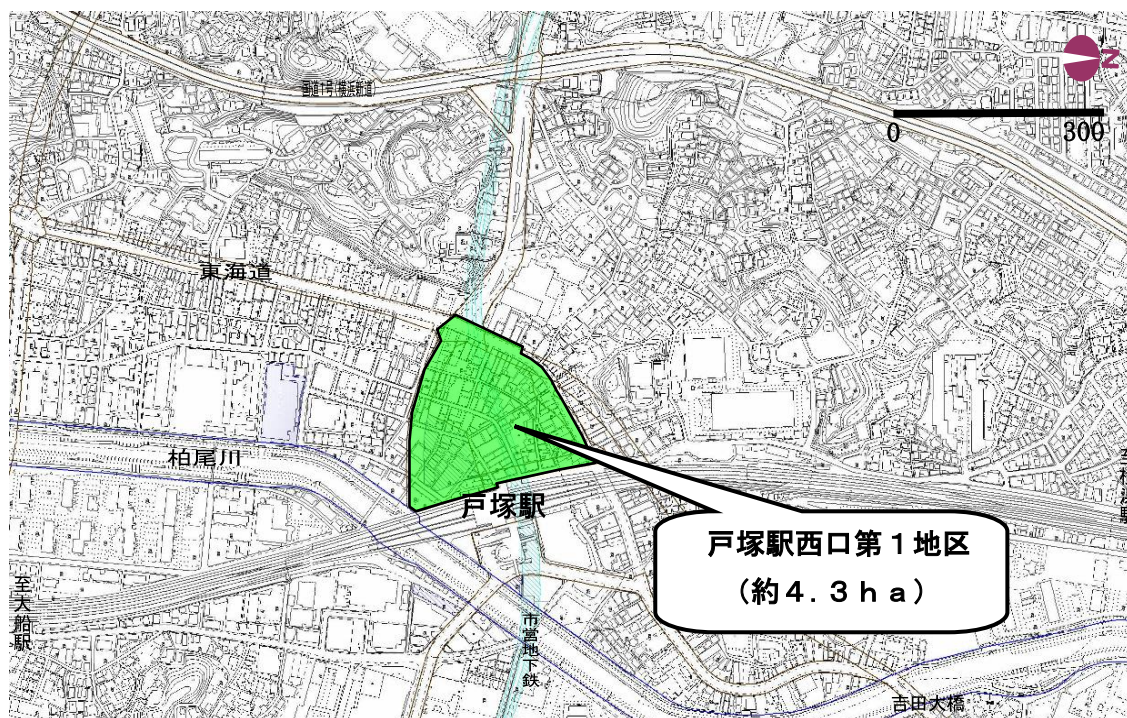 国道1号(横浜新道)
N
0 300
東海道
柏尾川
戸塚駅
戸塚駅西口第1地区
(約4.3ha)
至大船駅
市営地下鉄
吉田大橋